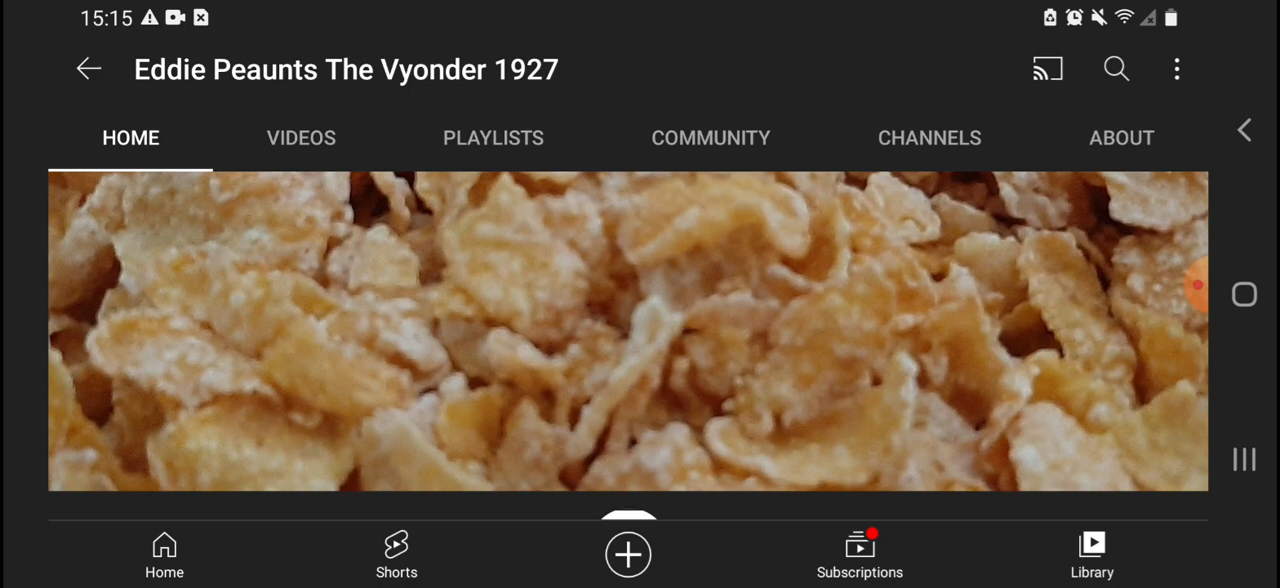 15:15
Eddie Peaunts The Vyonder 1927
HOME VIDEOS PLAYLISTS COMMUNITY CHANNELS ABOUT
Home Shorts Subscriptions Library